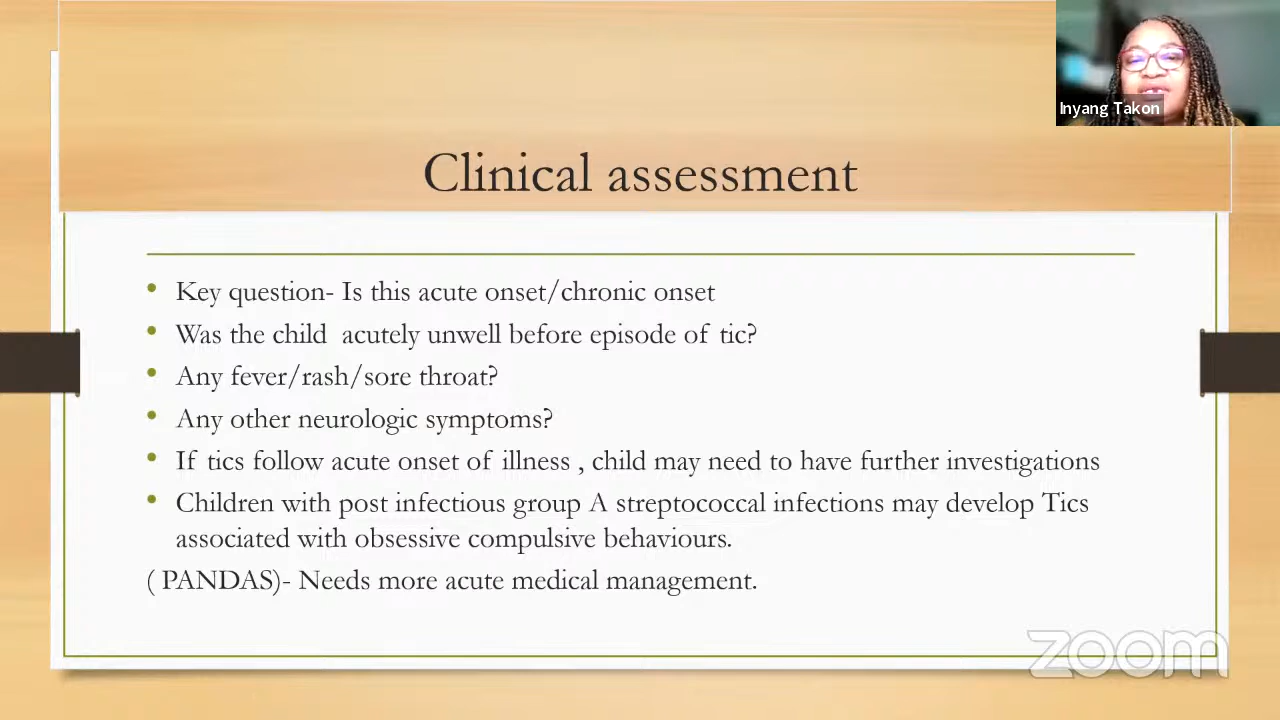 Inyang Takon
Clinical assessment
• Key question- Is this acute onset/chronic onset
• Was the child acutely unwell before episode of tic?
• Any fever/rash/sore throat?
• Any other neurologic symptoms?
• If tics follow acute onset of illness , child may need to have further investigations
• Children with post infectious group A streptococcal infections may develop Tics
associated with obsessive compulsive behaviours.
( PANDAS)- Needs more acute medical management.
zoom